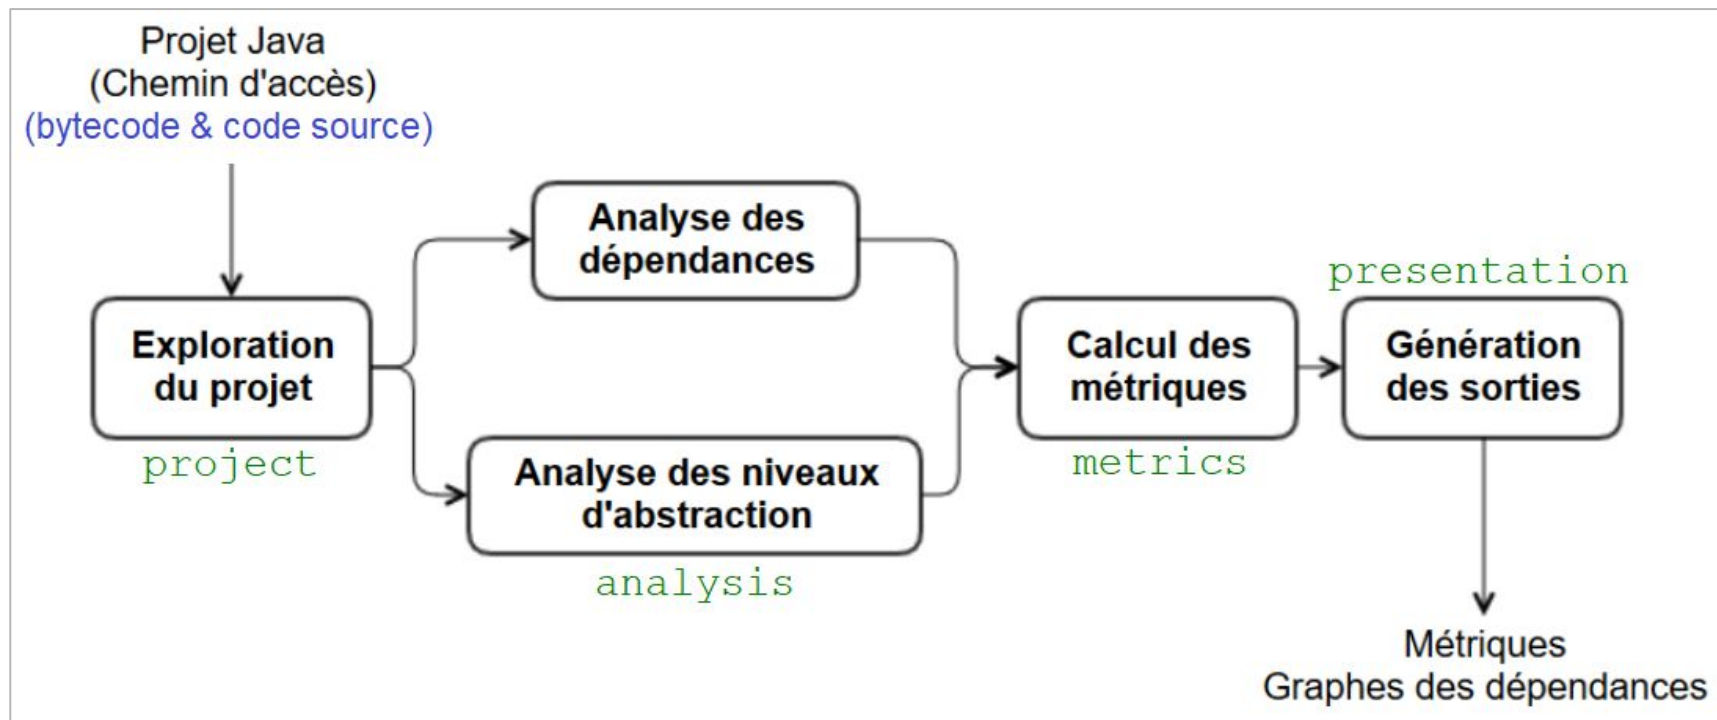 Projet Java
(Chemin d'accès)
(bytecode & code source)
Exploration
du projet
project
Analyse des
dépendances
Analyse des niveaux
d'abstraction
analysis
Calcul des
métriques
metrics
presentation
Génération
des sorties
Métriques
Graphes des dépendances